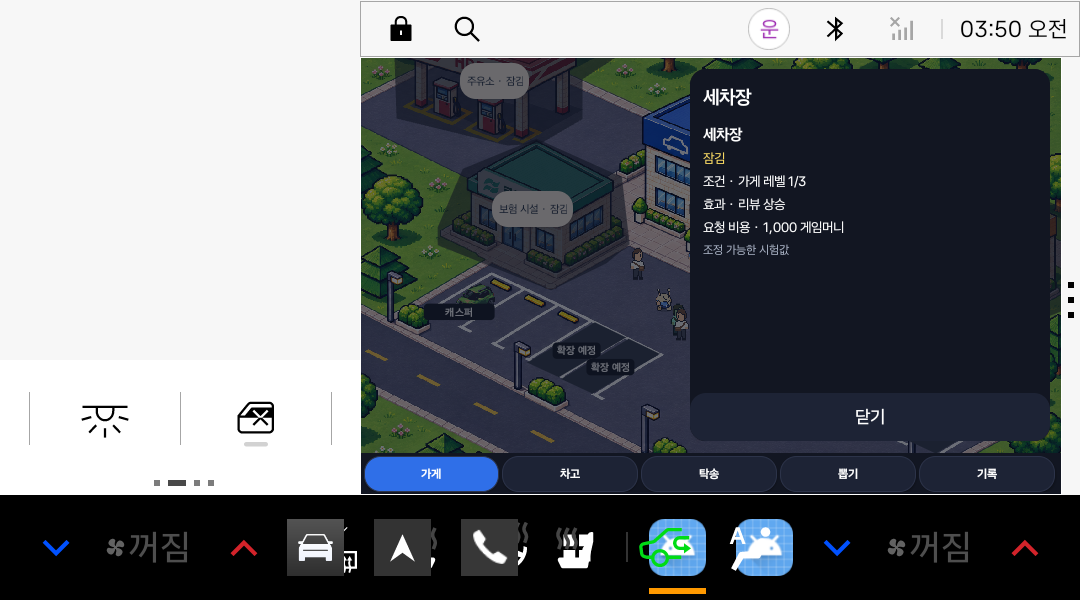 운
03:50 오전
주유소 · 잠김
보험 시설 · 잠김
캐스퍼
확장 예정
확장 예정
세차장
세차장
잠김
조건 · 가게 레벨 1/3
효과 · 리뷰 상승
요청 비용 · 1,000 게임머니
조정 가능한 시험값
닫기
가게
차고
탁송
뽑기
기록
꺼짐
A
꺼짐